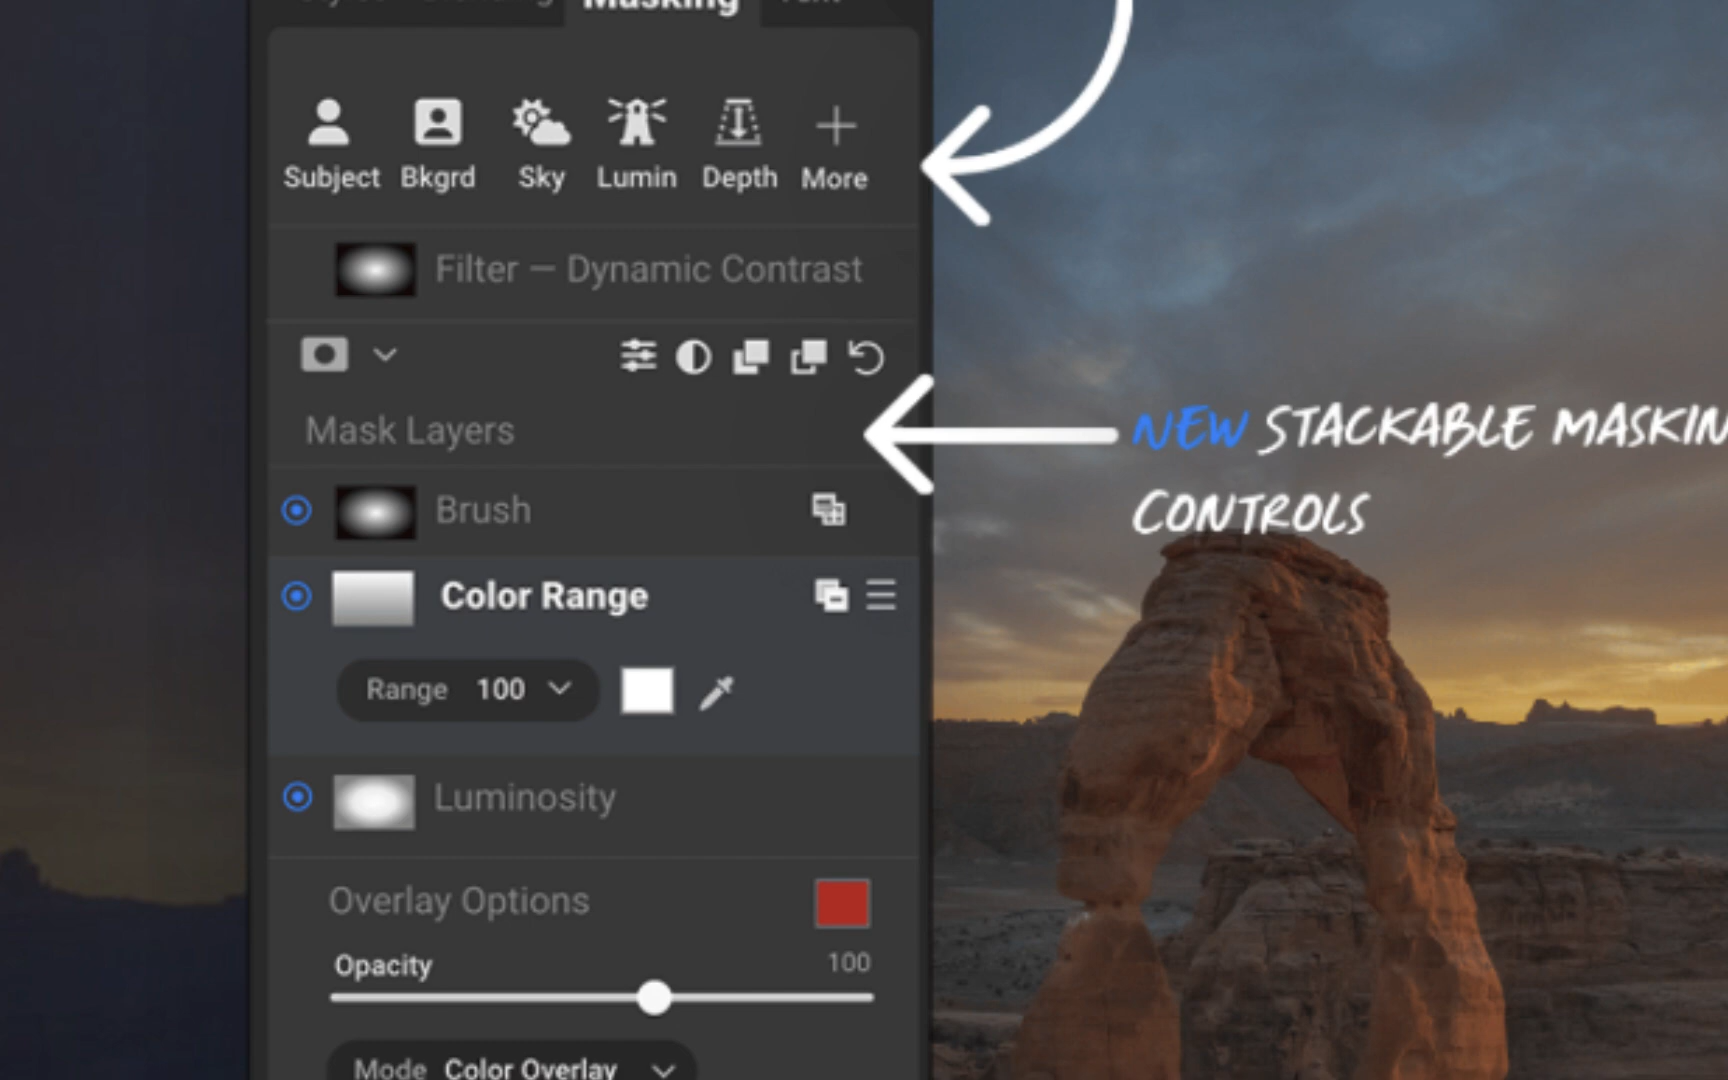 Masking
Subject Bkgrd Sky Lumin Depth More
Filter — Dynamic Contrast
Mask Layers
NEW STACKABLE MASKIN
CONTROLS
Brush
Color Range
Range 100
Luminosity
Overlay Options
Opacity 100
Mode Color Overlay